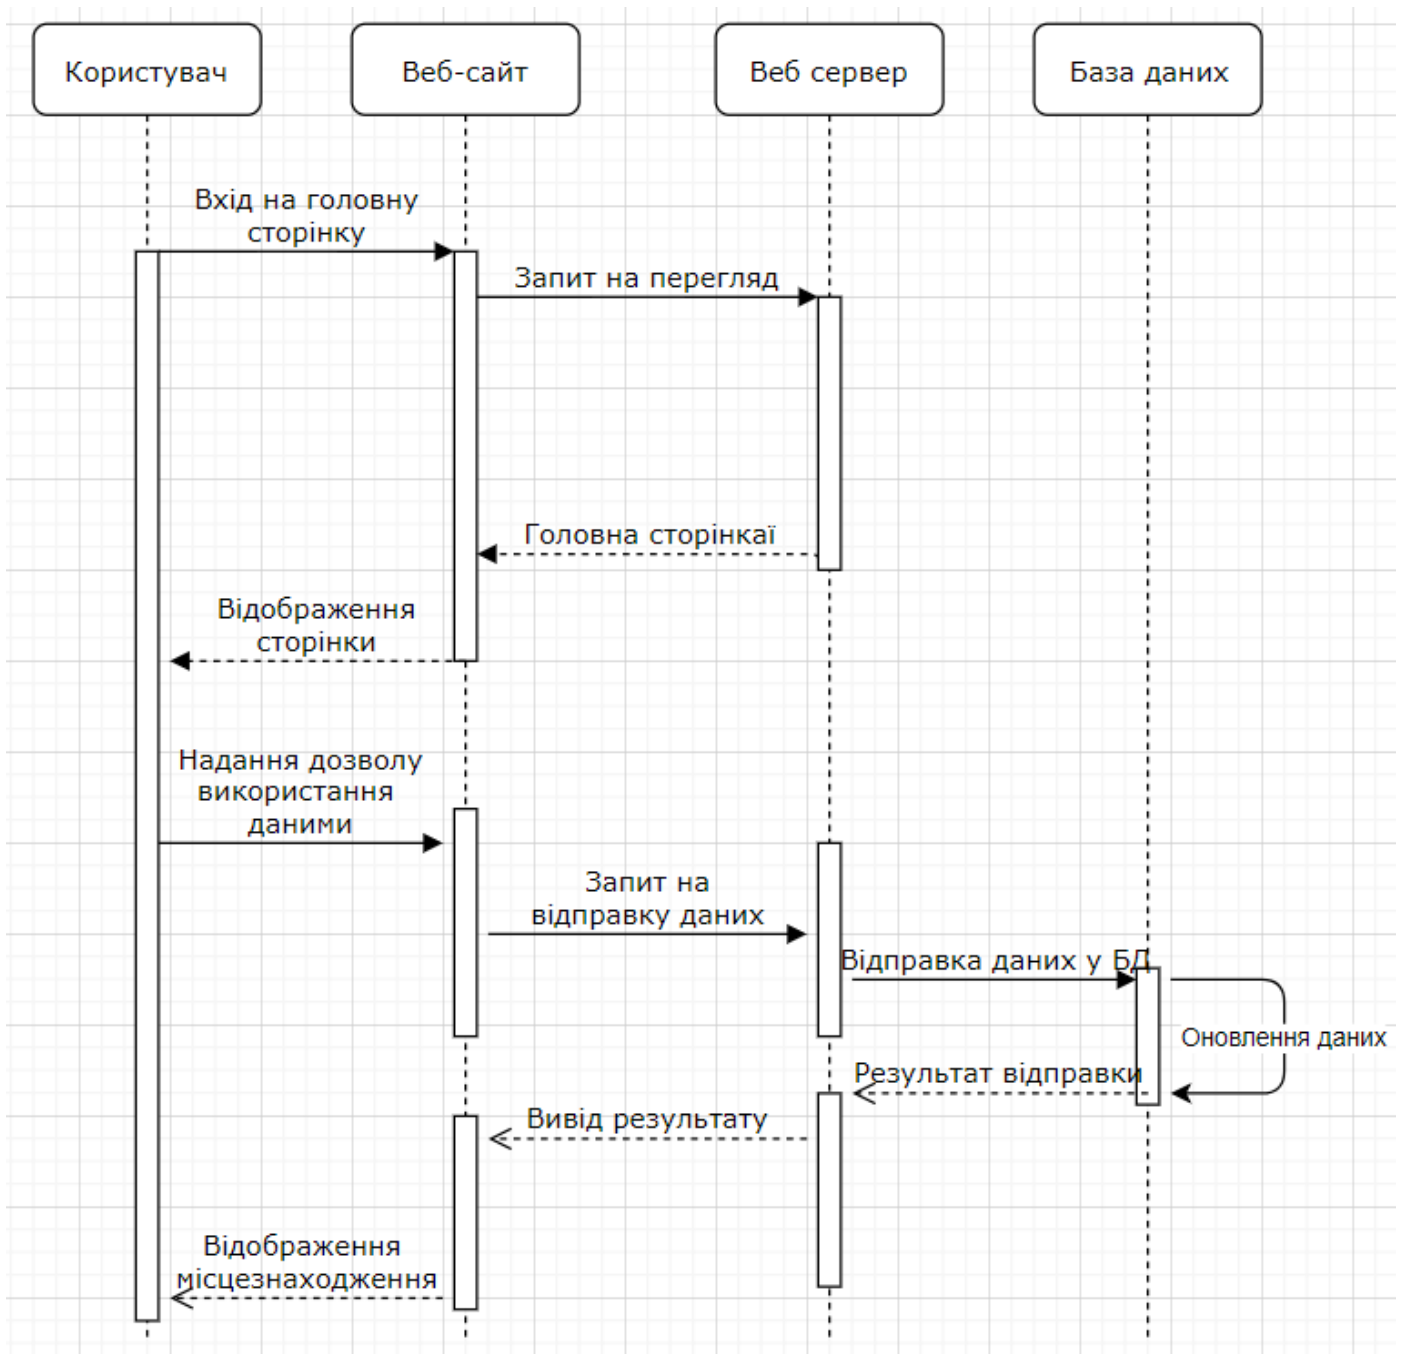 Користувач
Веб-сайт
Веб сервер
База даних
Вхід на головну
сторінку
Запит на перегляд
Головна сторінкаї
Відображення
сторінки
Надання дозволу
використання
даними
Запит на
відправку даних
Відправка даних у БД
Оновлення даних
Результат відправки
Вивід результату
Відображення
місцезнаходження